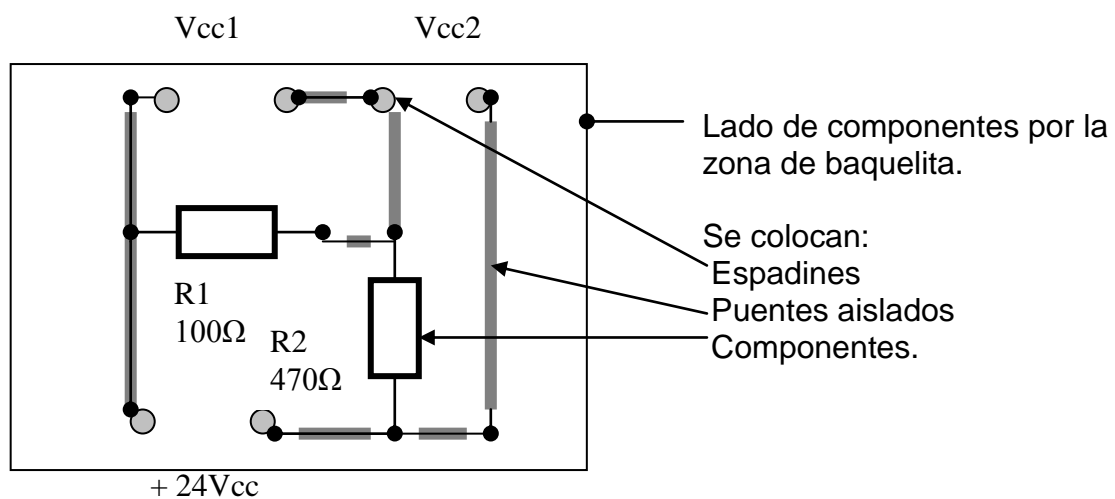 Vcc1
Vcc2
Lado de componentes por la
zona de baquelita.
Se colocan:
Espadines
Puentes aislados
Componentes.
R1
100Ω
R2
470Ω
+ 24Vcc